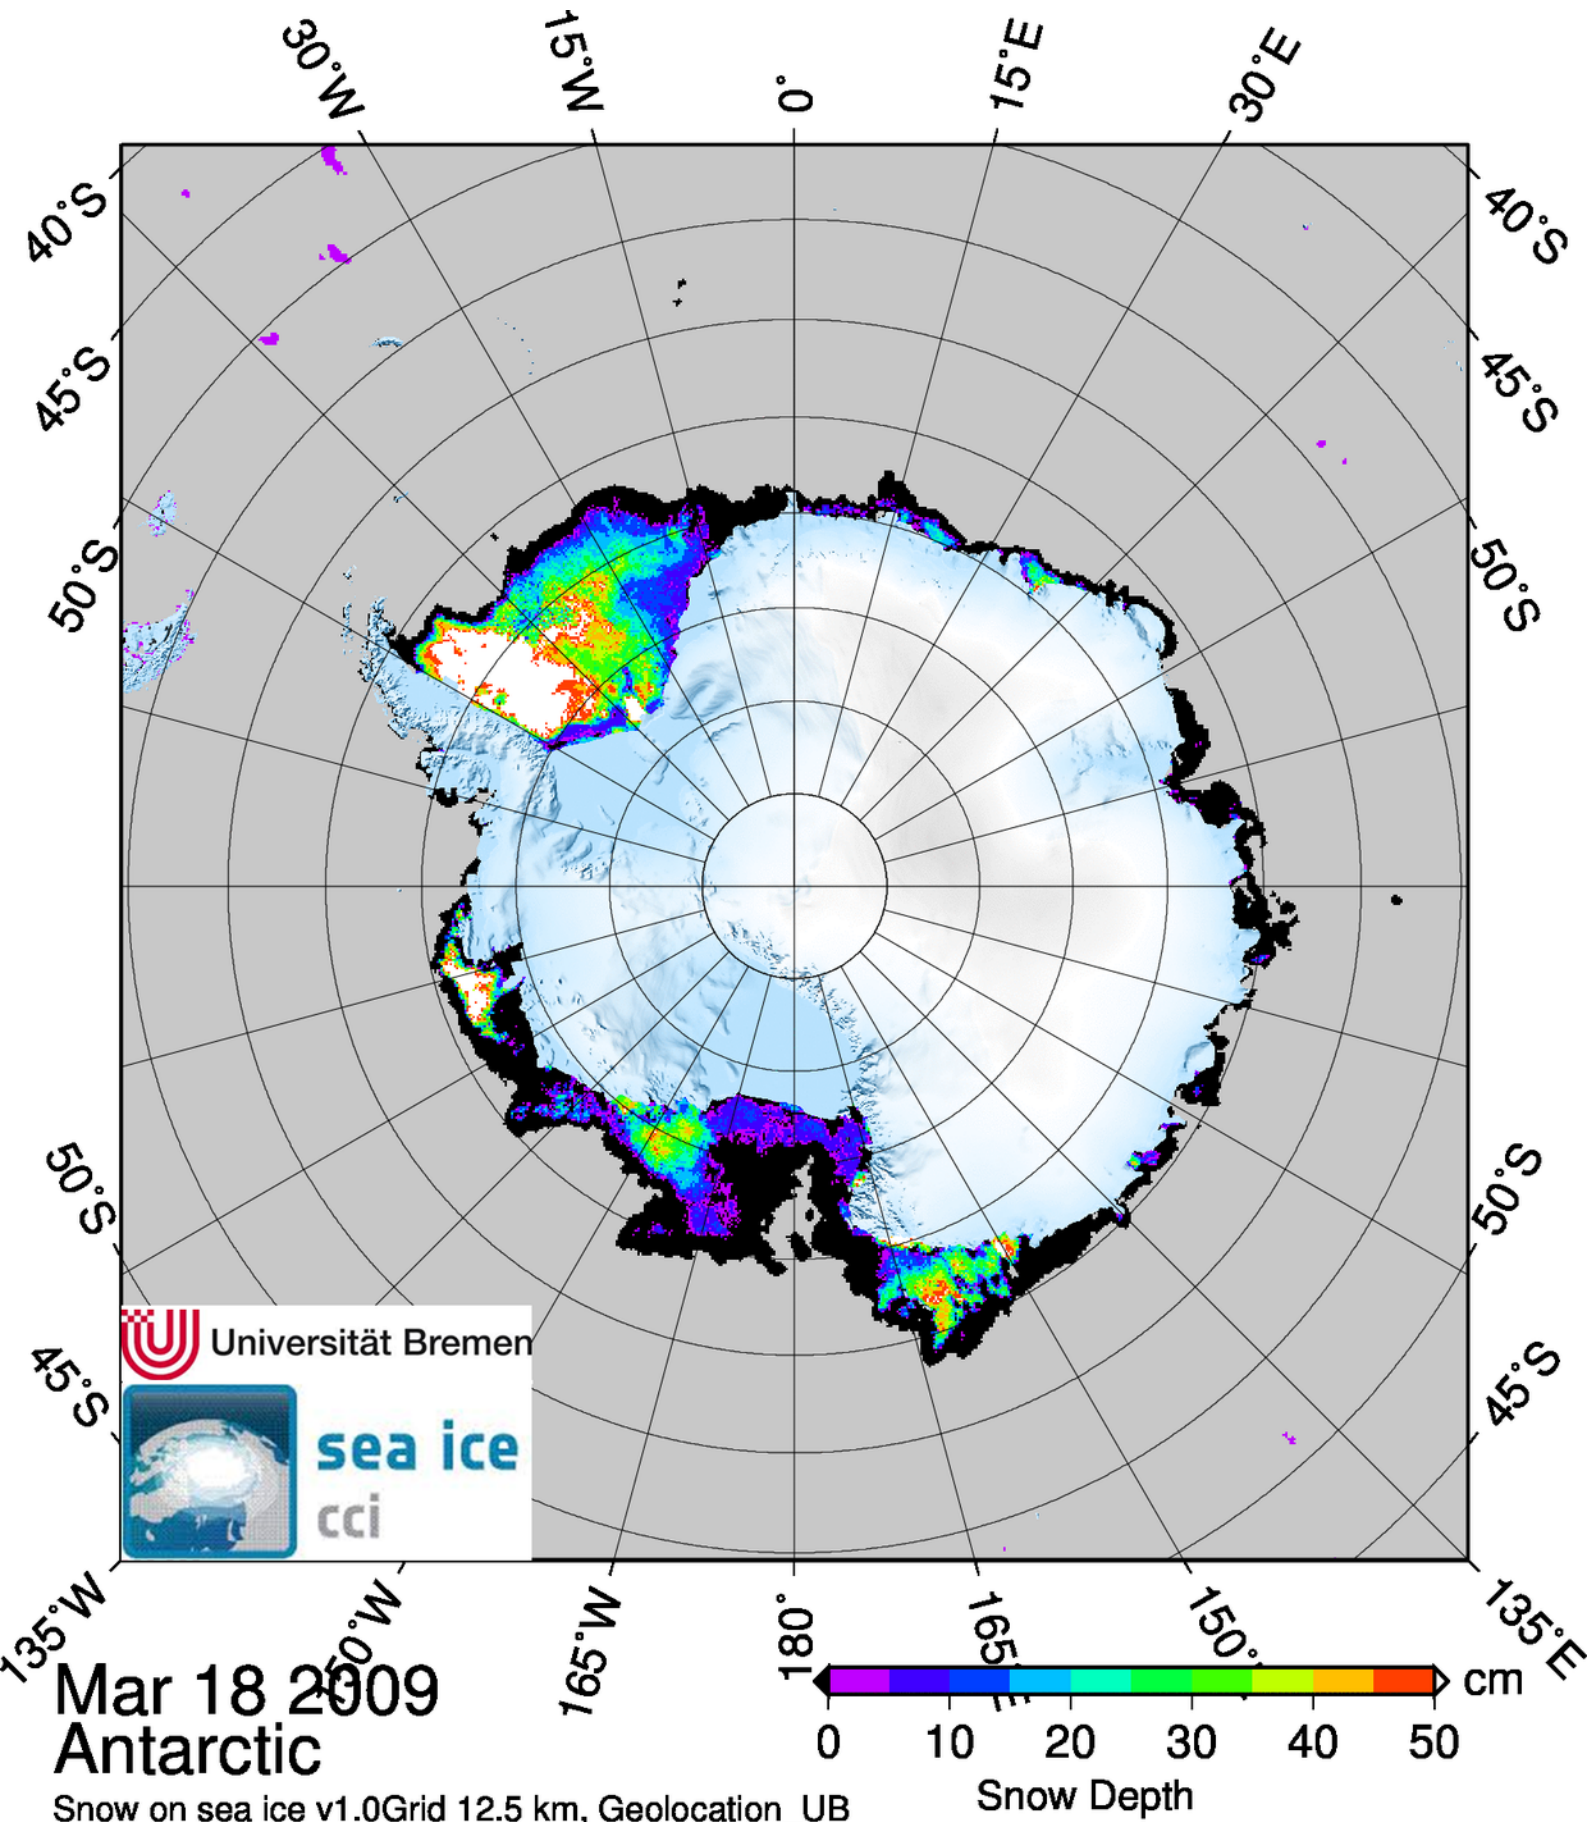 30°W 15°W 0° 15°E 30°E
40°S 40°S
45°S 45°S
50°S 50°S
50°S 50°S
45°S 45°S
Universität Bremen
sea ice
cci
135°W 150°W 165°W 180° 165°E 150° 135°E
Mar 18 2009
Antarctic
Snow on sea ice v1.0Grid 12.5 km, Geolocation UB
cm
0 10 20 30 40 50
Snow Depth